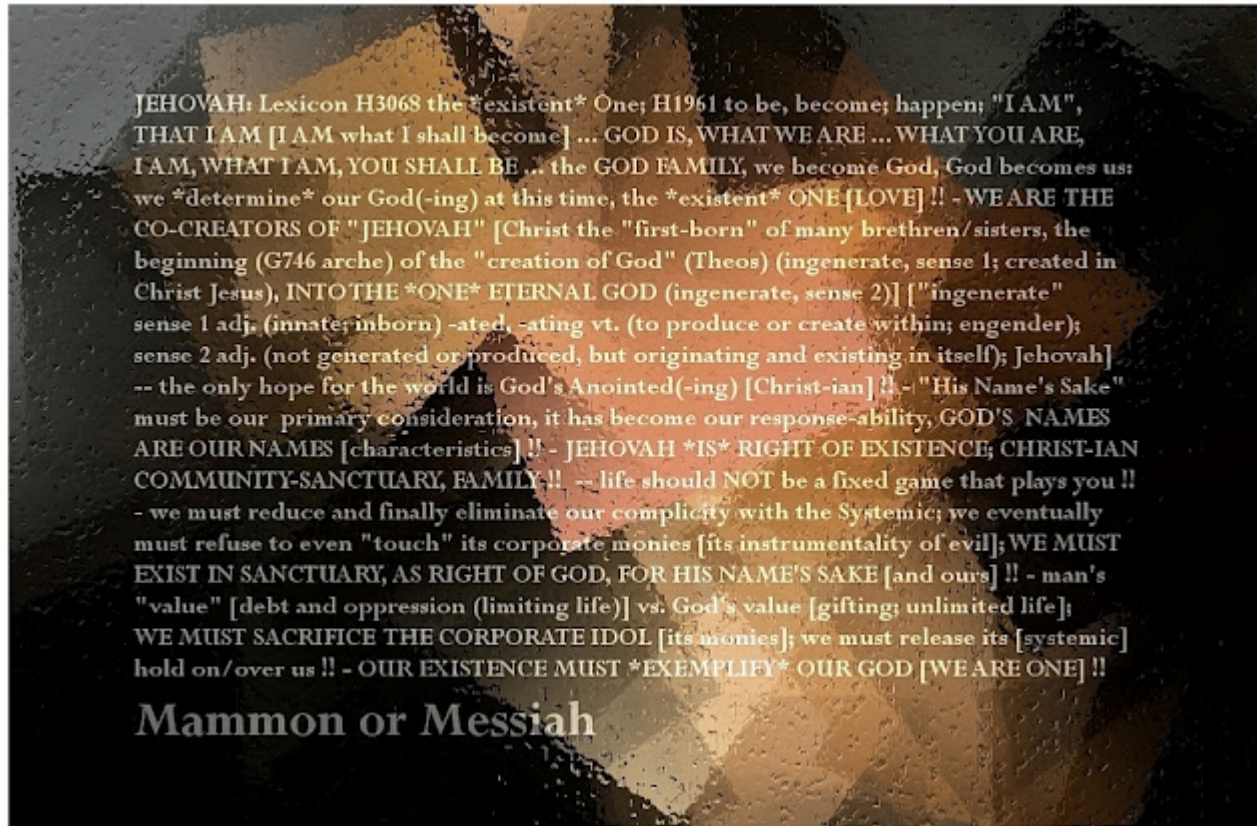 JEHOVAH: Lexicon H3068 the *existent* One; H1961 to be, become; happen; "I AM",
THAT I AM [I AM what I shall become] ... GOD IS, WHAT WE ARE ... WHAT YOU ARE,
I AM, WHAT I AM, YOU SHALL BE ... the GOD FAMILY, we become God, God becomes us:
we *determine* our God(-ing) at this time, the *existent* ONE [LOVE] !! - WE ARE THE
CO-CREATORS OF "JEHOVAH" [Christ the "first-born" of many brethren/sisters, the
beginning (G746 arche) of the "creation of God" (Theos) (ingenerate, sense 1; created in
Christ Jesus), INTO THE *ONE* ETERNAL GOD (ingenerate, sense 2)] ["ingenerate"
sense 1 adj. (innate; inborn) -ated, -ating vt. (to produce or create within; engender);
sense 2 adj. (not generated or produced, but originating and existing in itself); Jehovah]
-- the only hope for the world is God's Anointed(-ing) [Christ-ian] !! - "His Name's Sake"
must be our primary consideration, it has become our response-ability, GOD'S NAMES
ARE OUR NAMES [characteristics] !! - JEHOVAH *IS* RIGHT OF EXISTENCE; CHRIST-IAN
COMMUNITY-SANCTUARY, FAMILY !! -- life should NOT be a fixed game that plays you !!
- we must reduce and finally eliminate our complicity with the Systemic; we eventually
must refuse to even "touch" its corporate monies [its instrumentality of evil]; WE MUST
EXIST IN SANCTUARY, AS RIGHT OF GOD, FOR HIS NAME'S SAKE [and ours] !! - man's
"value" [debt and oppression (limiting life)] vs. God's value [gifting; unlimited life];
WE MUST SACRIFICE THE CORPORATE IDOL [its monies]; we must release its [systemic]
hold on/over us !! - OUR EXISTENCE MUST *EXEMPLIFY* OUR GOD [WE ARE ONE] !!
Mammon or Messiah